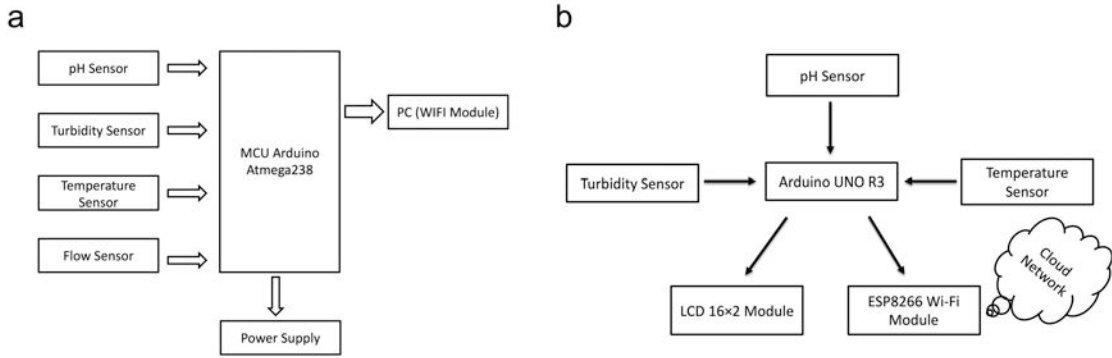 a
pH Sensor
Turbidity Sensor
Temperature
Sensor
Flow Sensor
MCU Arduino
Atmega238
PC (WIFI Module)
Power Supply
b
pH Sensor
Turbidity Sensor
Arduino UNO R3
Temperature
Sensor
LCD 16×2 Module
ESP8266 Wi-Fi
Module
Cloud
Network